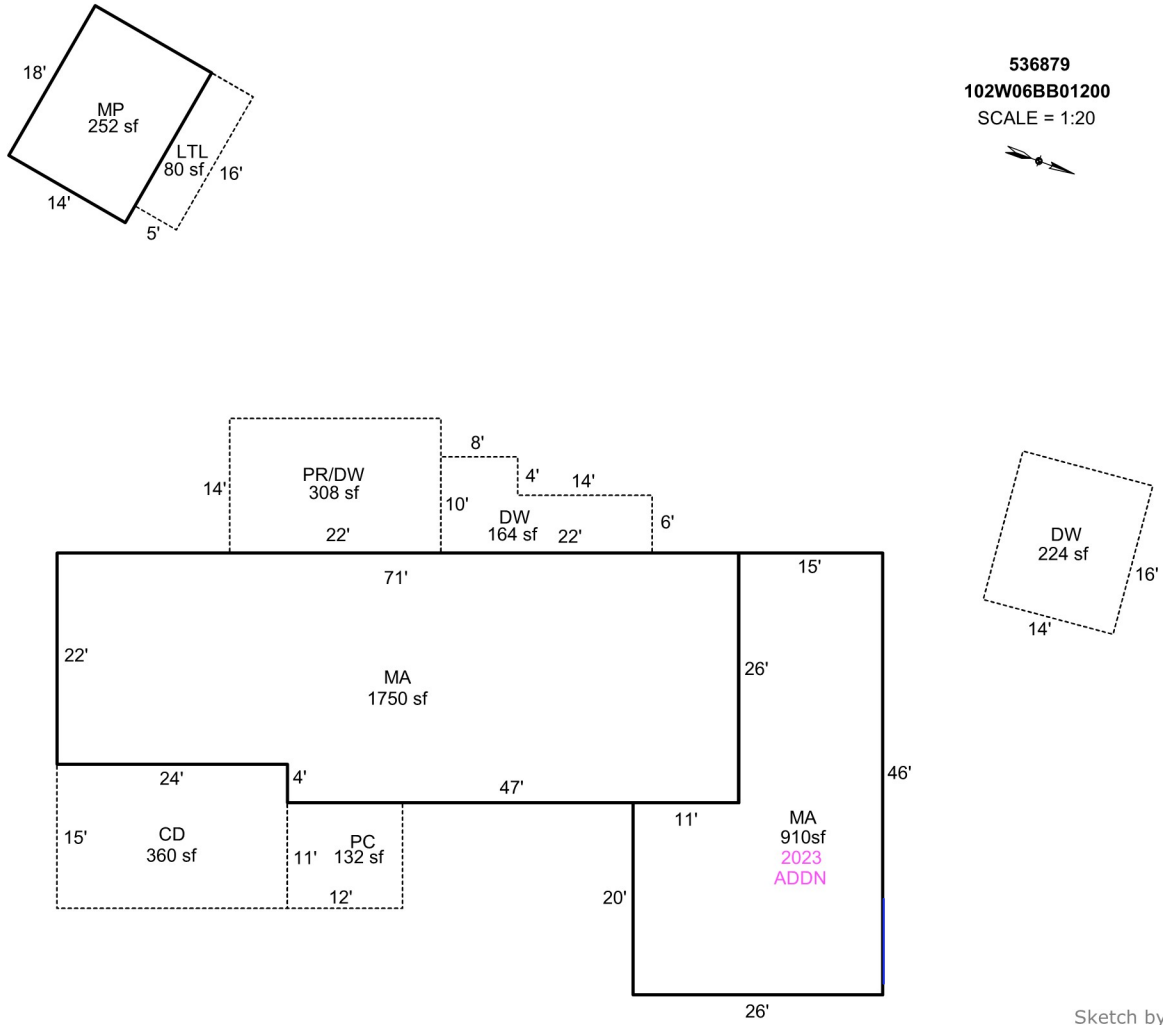 536879
102W06BB01200
SCALE = 1:20
18'
MP
252 sf
LTL
80 sf
16'
14'
5'
8'
PR/DW
308 sf
14'
22'
4'
14'
10'
DW
164 sf
22'
6'
DW
224 sf
16'
14'
71'
15'
22'
MA
1750 sf
26'
24'
4'
47'
46'
15'
CD
360 sf
11'
PC
132 sf
12'
11'
MA
910sf
2023
ADDN
20'
26'
Sketch by